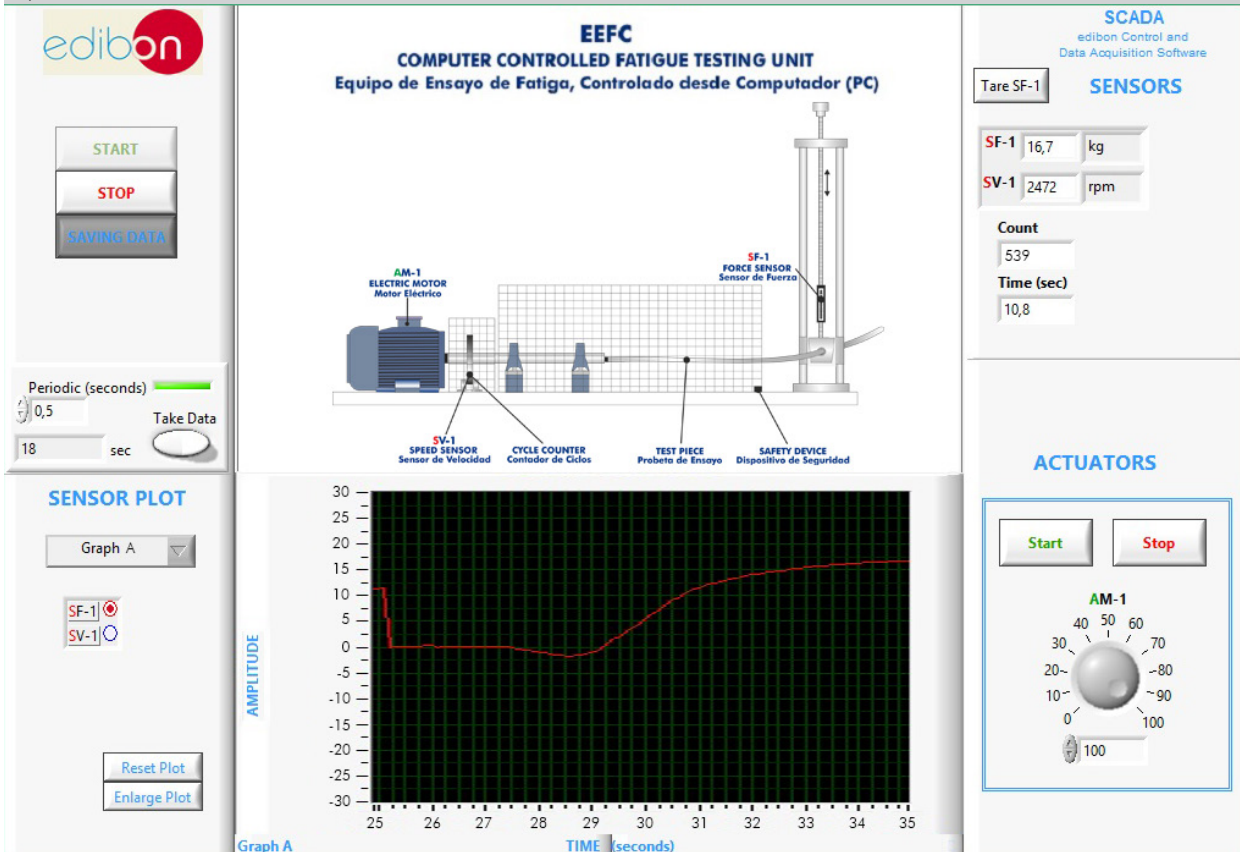 edibon
START
STOP
SAVING DATA
Periodic (seconds)
0,5
Take Data
18 sec
SENSOR PLOT
Graph A
SF-1
SV-1
Reset Plot
Enlarge Plot
EEFC
COMPUTER CONTROLLED FATIGUE TESTING UNIT
Equipo de Ensayo de Fatiga, Controlado desde Computador (PC)
AM-1
ELECTRIC MOTOR
Motor Eléctrico
SF-1
FORCE SENSOR
Sensor de Fuerza
SV-1
SPEED SENSOR
Sensor de Velocidad
CYCLE COUNTER
Contador de Ciclos
TEST PIECE
Probeta de Ensayo
SAFETY DEVICE
Dispositivo de Seguridad
AMPLITUDE
30
25
20
15
10
5
0
-5
-10
-15
-20
-25
-30
25 26 27 28 29 30 31 32 33 34 35
Graph A TIME (seconds)
SCADA
edibon Control and
Data Acquisition Software
Tare SF-1
SENSORS
SF-1 16,7 kg
SV-1 2472 rpm
Count
539
Time (sec)
10,8
ACTUATORS
Start Stop
AM-1
0 10 20 30 40 50 60 70 80 90 100
100